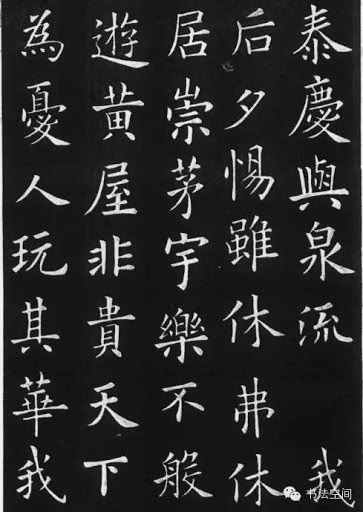 泰慶與泉流 我
后夕惕雖休弗休
居崇茅宇樂不般
遊黄屋非貴天下
為憂人玩其華我
书法空间